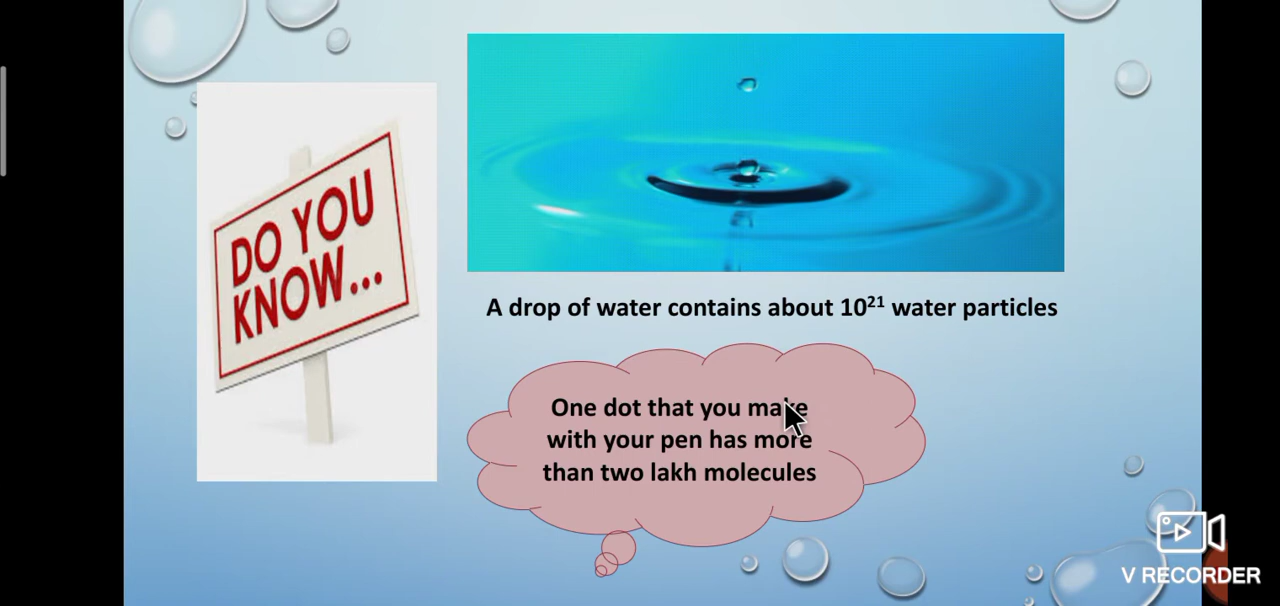 DO YOU
KNOW...
A drop of water contains about 10²¹ water particles
One dot that you make
with your pen has more
than two lakh molecules
V RECORDER